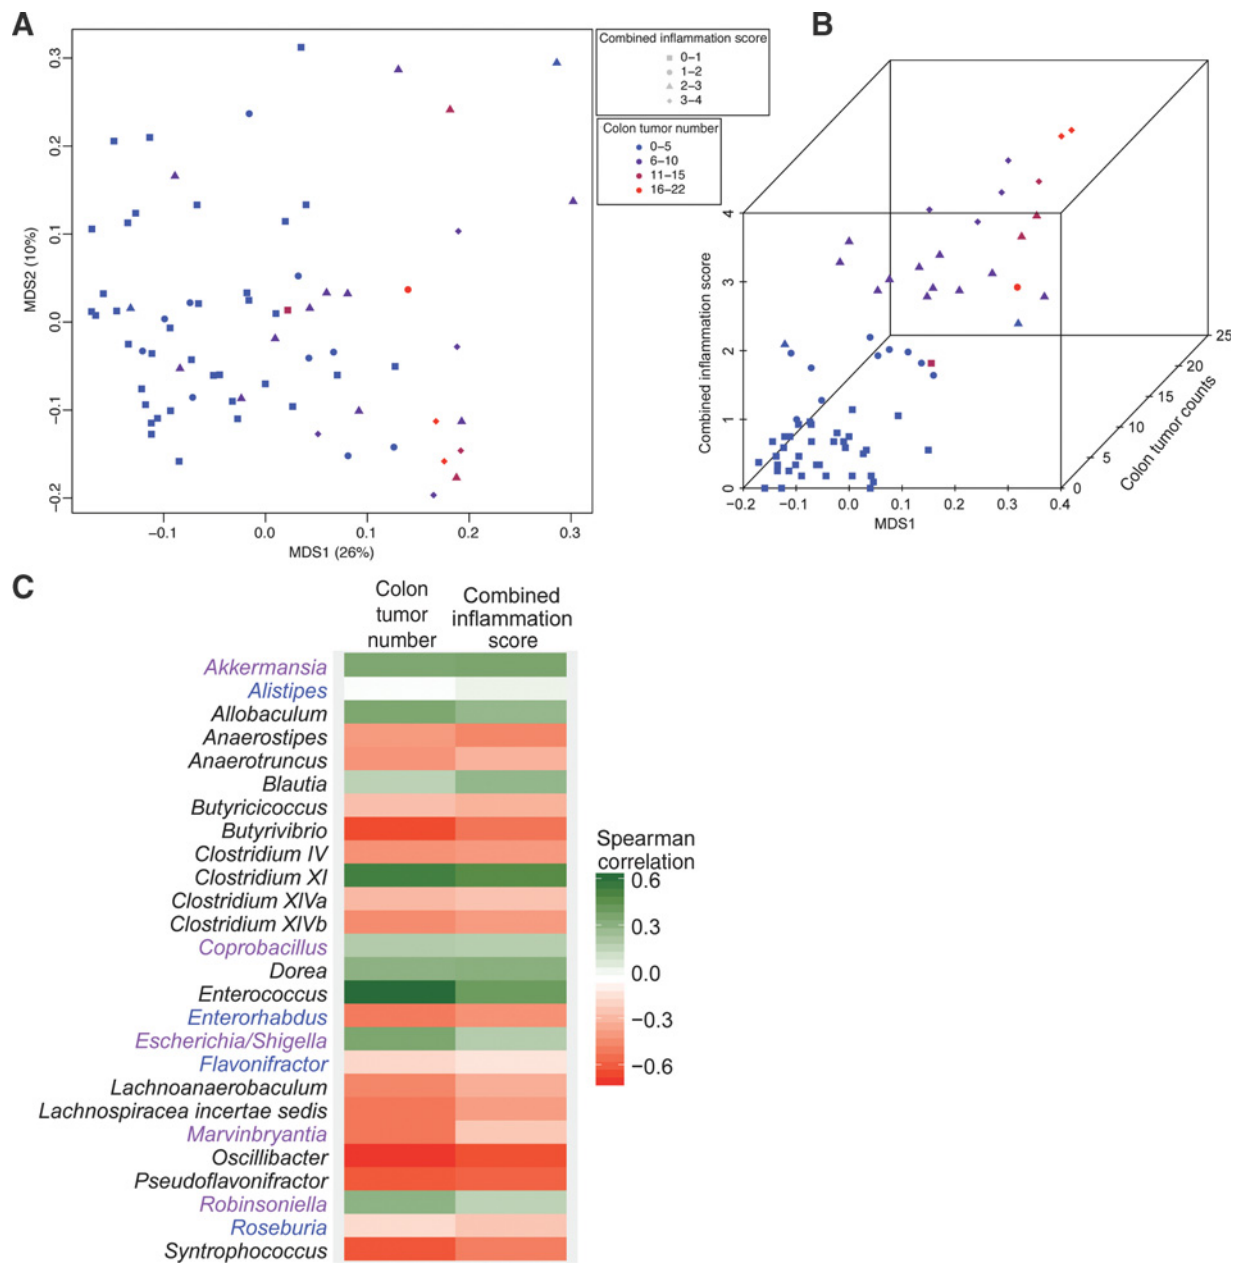 A
0.3
0.2
0.1
0.0
−0.1
−0.2
MDS2 (10%)
−0.1
0.0
0.1
0.2
0.3
MDS1 (26%)
Combined inflammation score
0−1
1−2
2−3
3−4
Colon tumor number
0−5
6−10
11−15
16−22
B
4
3
2
1
0
Combined inflammation score
−0.2
−0.1
0.0
0.1
0.2
0.3
0.4
MDS1
0
5
10
15
20
25
Colon tumor counts
C
Colon
tumor
number
Combined
inflammation
score
Akkermansia
Alistipes
Allobaculum
Anaerostipes
Anaerotruncus
Blautia
Butyricicoccus
Butyrivibrio
Clostridium IV
Clostridium XI
Clostridium XIVa
Clostridium XIVb
Coprobacillus
Dorea
Enterococcus
Enterorhabdus
Escherichia/Shigella
Flavonifractor
Lachnoanaerobaculum
Lachnospiracea incertae sedis
Marvinbryantia
Oscillibacter
Pseudoflavonifractor
Robinsoniella
Roseburia
Syntrophococcus
Spearman
correlation
0.6
0.3
0.0
−0.3
−0.6